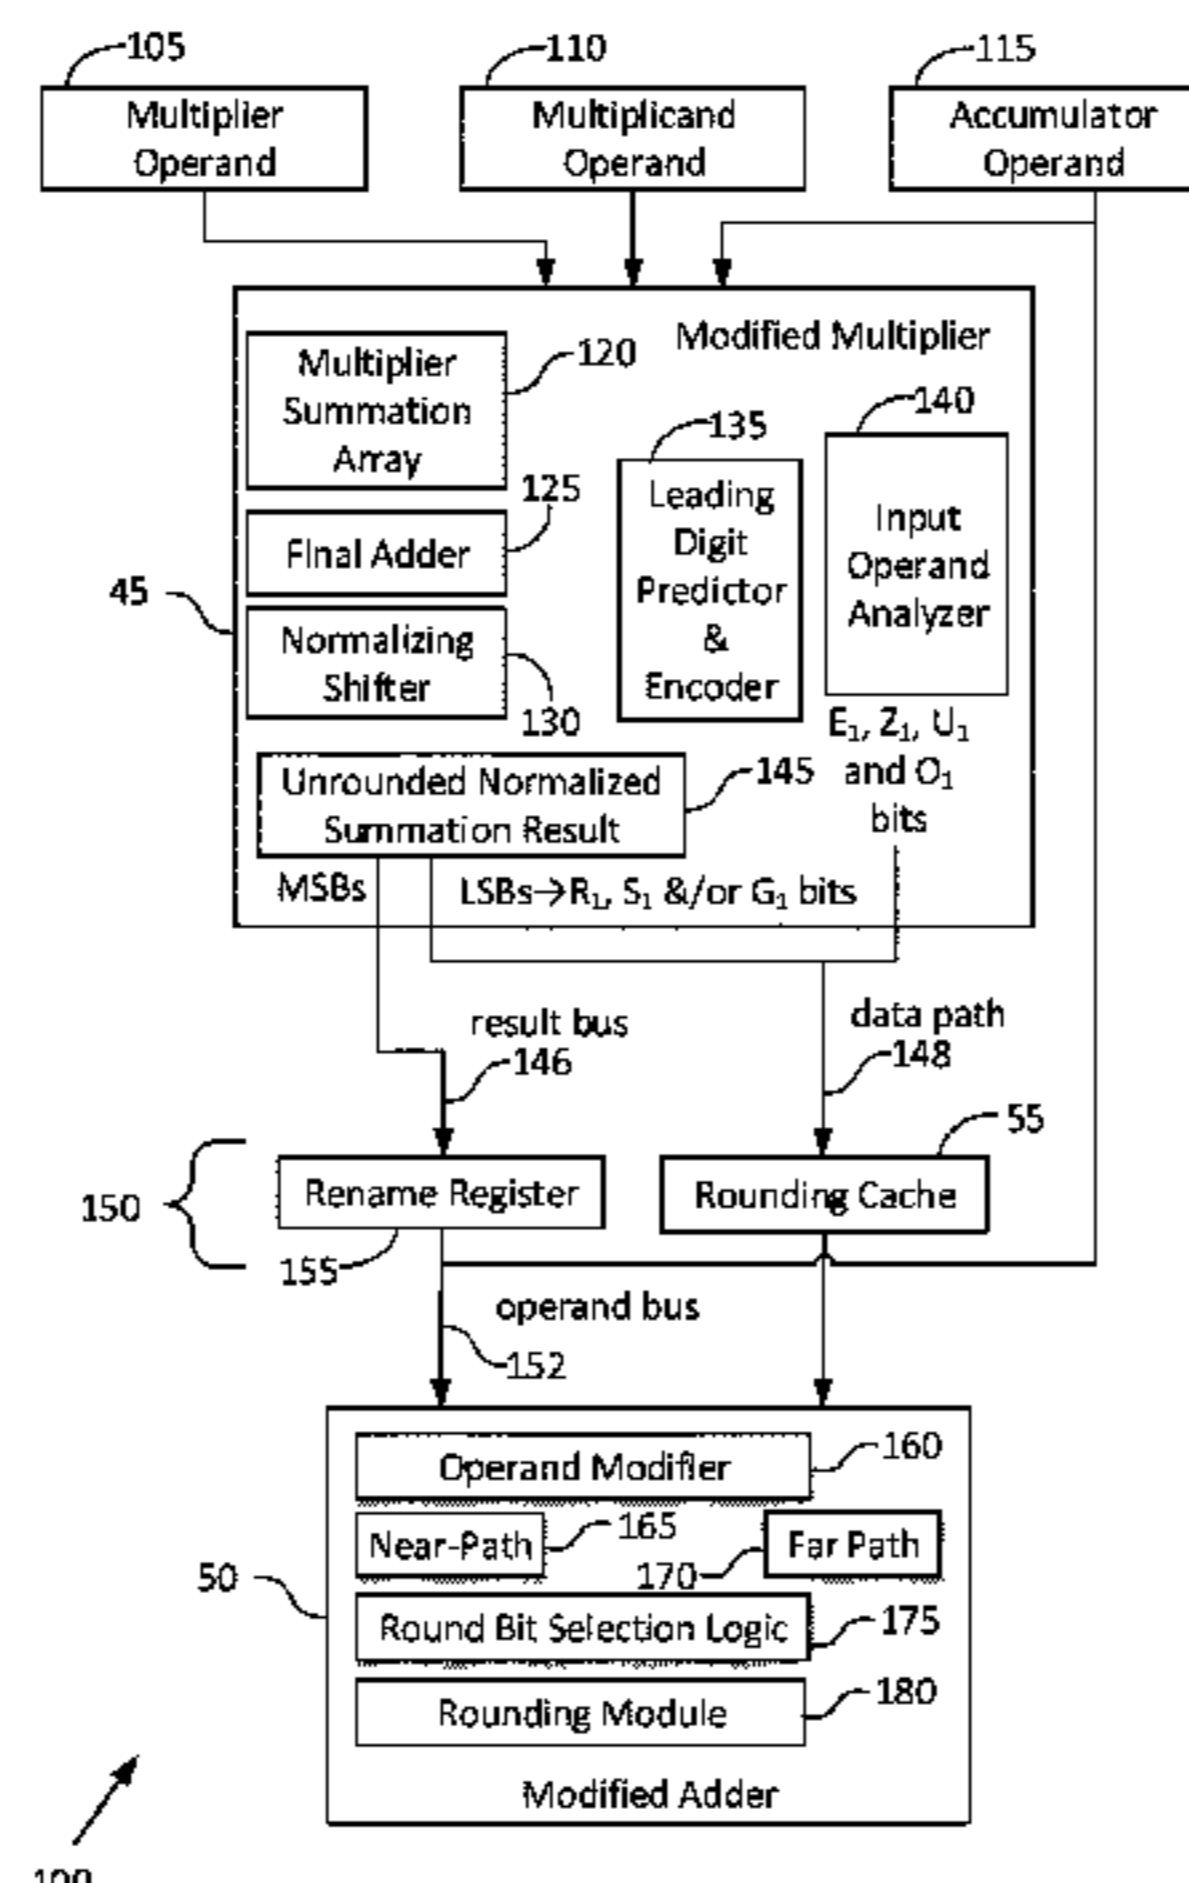 105
110
115
Multiplier
Operand
Multiplicand
Operand
Accumulator
Operand
Modified Multiplier
Multiplier
Summation
Array
120
135
140
Leading
Digit
Predictor
&
Encoder
Input
Operand
Analyzer
125
Final Adder
45
Normalizing
Shifter
130
E1, Z1, U1
and O1
bits
Unrounded Normalized
Summation Result
145
MSBs
LSBs→R1, S1 &/or G1 bits
result bus
146
data path
148
55
150
Rename Register
Rounding Cache
155
operand bus
152
Operand Modifier
160
Near-Path
165
170
Far Path
50
Round Bit Selection Logic
175
Rounding Module
180
Modified Adder
100